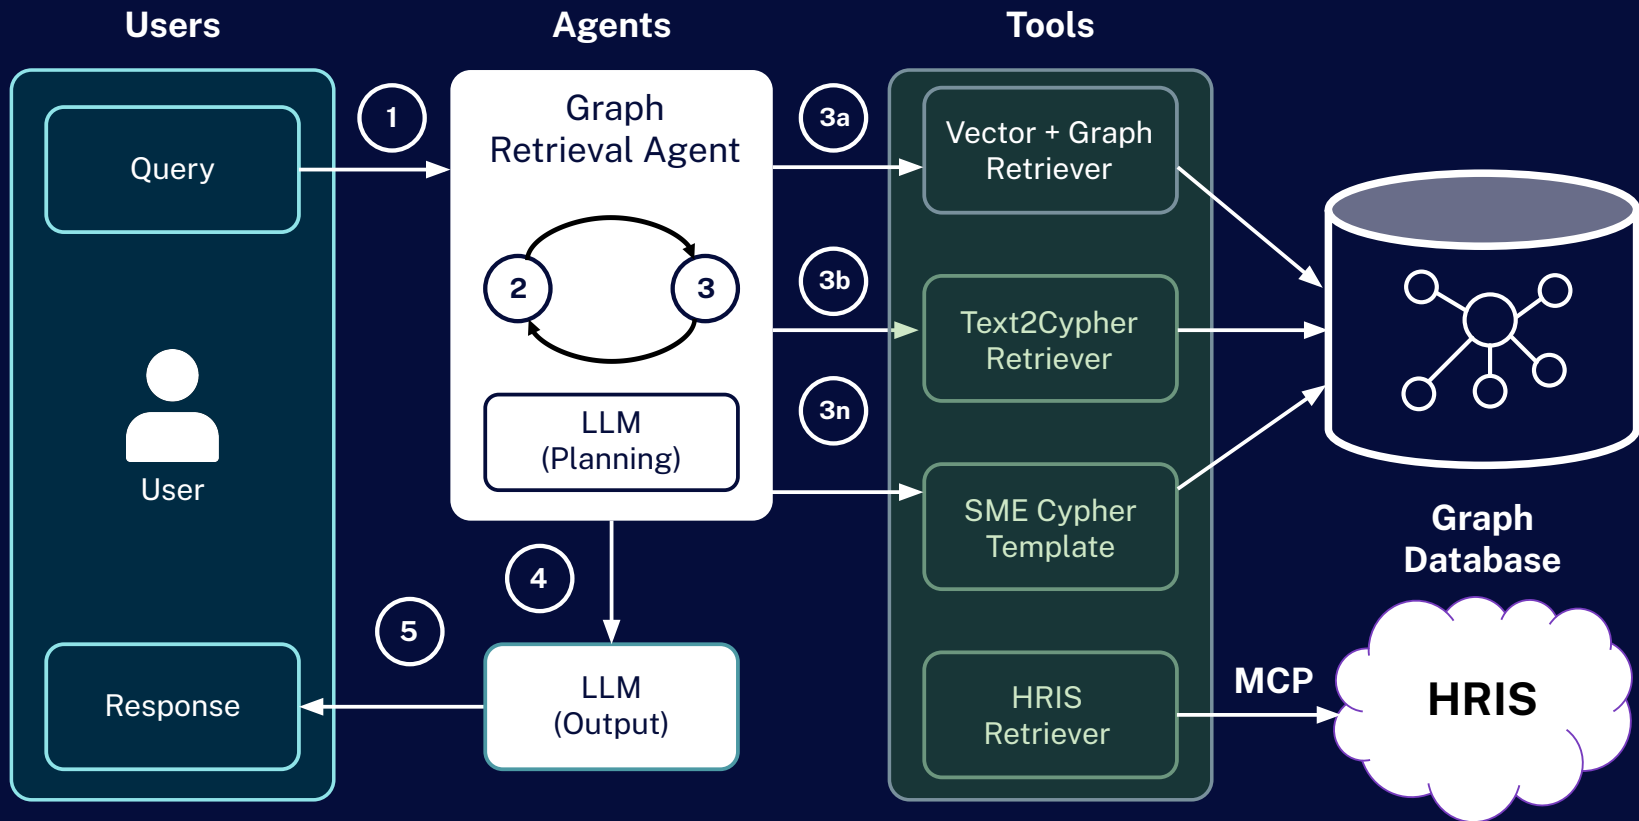 Users
Agents
Tools
Query
1
Graph
Retrieval Agent
3a
Vector + Graph
Retriever
2
3
3b
Text2Cypher
Retriever
User
LLM
(Planning)
3n
SME Cypher
Template
Graph
Database
4
5
Response
LLM
(Output)
HRIS
Retriever
MCP
HRIS